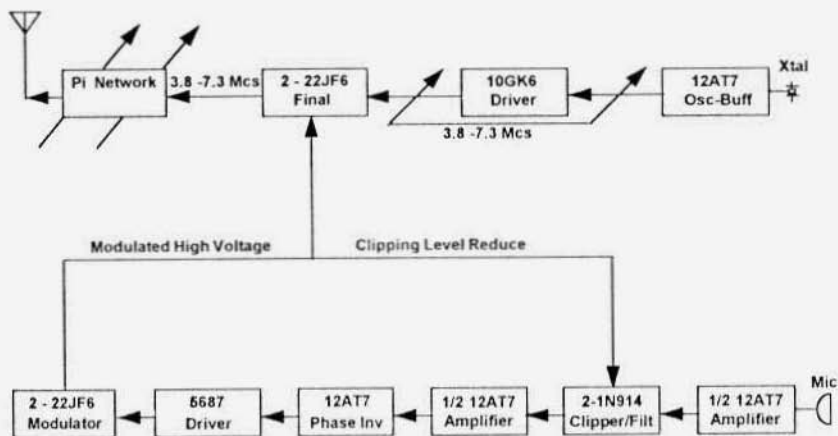 Pi Network
3.8 -7.3 Mcs
2 - 22JF6
Final
10GK6
Driver
3.8 -7.3 Mcs
12AT7
Osc-Buff
Xtal
Modulated High Voltage
Clipping Level Reduce
2 - 22JF6
Modulator
5687
Driver
12AT7
Phase Inv
1/2 12AT7
Amplifier
2-1N914
Clipper/Filt
1/2 12AT7
Amplifier
Mic